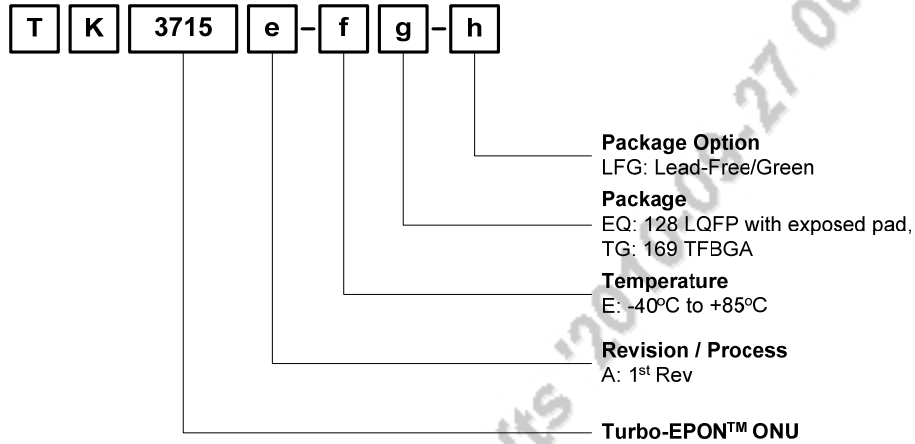 T K 3715 e – f g – h
Package Option
LFG: Lead-Free/Green
Package
EQ: 128 LQFP with exposed pad,
TG: 169 TFBGA
Temperature
E: -40ºC to +85ºC
Revision / Process
A: 1st Rev
Turbo-EPON™ ONU